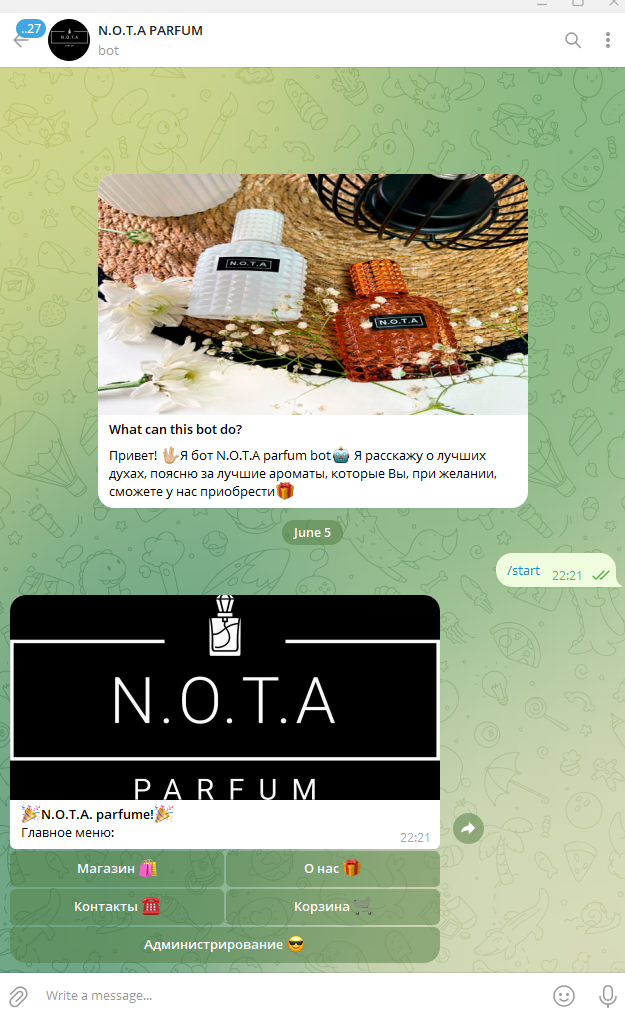 ..27
N.O.T.A
N.O.T.A PARFUM
bot
N.O.T.A
N.O.T.A
What can this bot do?
Привет! 🖖🏻Я бот N.O.T.A parfum bot🤖 Я расскажу о лучших
духах, поясню за лучшие ароматы, которые Вы, при желании,
сможете у нас приобрести🎁
June 5
/start 22:21
N.O.T.A
PARFUM
🎉N.O.T.A. parfume!🎉
Главное меню:
22:21
Магазин 🛍
О нас 🎁
Контакты ☎️
Корзина 🛒
Администрирование 😎
Write a message...